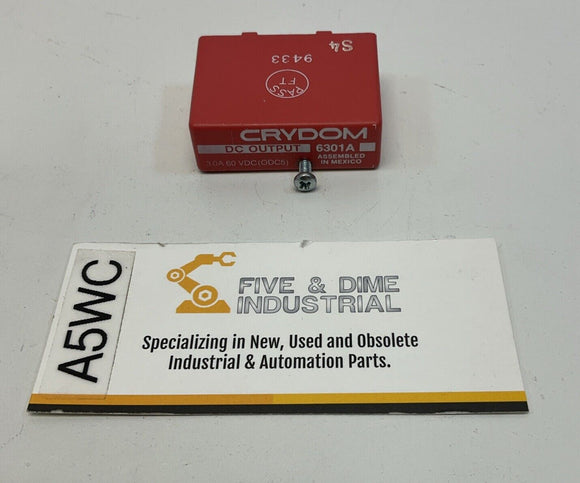 S4
9433
PASS
FT
CRYDOM
DC OUTPUT 6301A
3.0A 60 VDC(ODC5) ASSEMBLED
IN MEXICO
A5WC
FIVE & DIME
INDUSTRIAL
Specializing in New, Used and Obsolete
Industrial & Automation Parts.